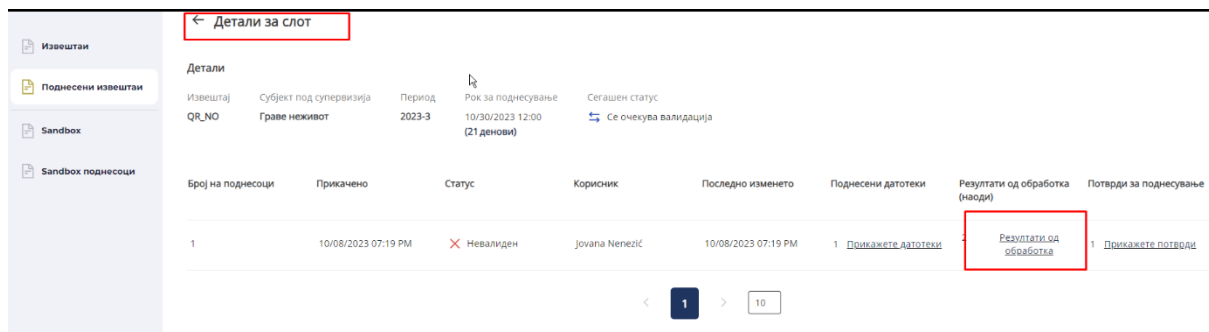 ← Детали за слот
Извештаи
Поднесени извештаи
Sandbox
Sandbox поднесоци
Детали
Извештај Субјект под супервизија Период Рок за поднесување Сегашен статус
QR_NO Граве неживот 2023-3 10/30/2023 12:00 Се очекува валидација
(21 денови)
Број на поднесоци Прикачено Статус Корисник Последно изменето Поднесени датотеки Резултати од обработка Потврди за поднесување
(наоди)
1 10/08/2023 07:19 PM Невалиден Jovana Nenezić 10/08/2023 07:19 PM 1 Прикажете датотеки Резултати од 1 Прикажете потврди
обработка
< 1 > 10